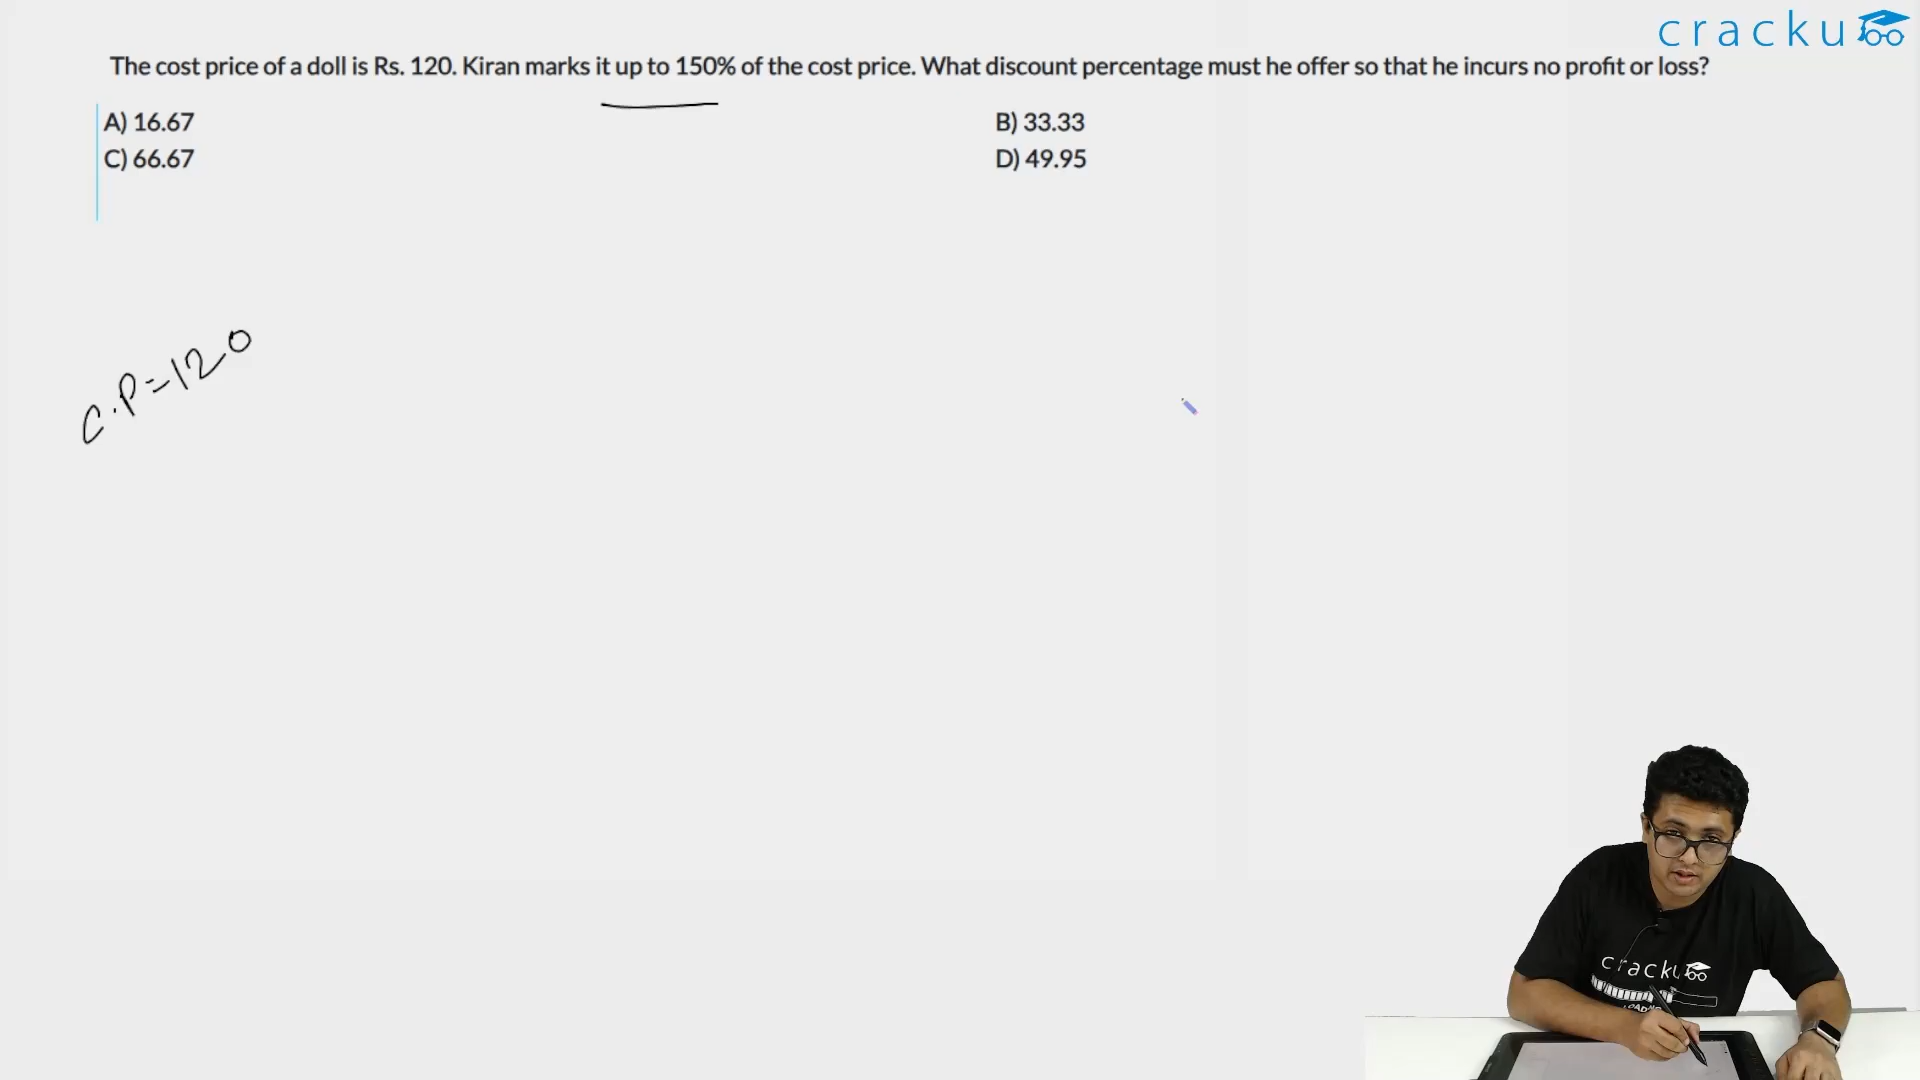 cracku
The cost price of a doll is Rs. 120. Kiran marks it up to 150% of the cost price. What discount percentage must he offer so that he incurs no profit or loss?
A) 16.67
B) 33.33
C) 66.67
D) 49.95
C.P=120
cracku
LOADING